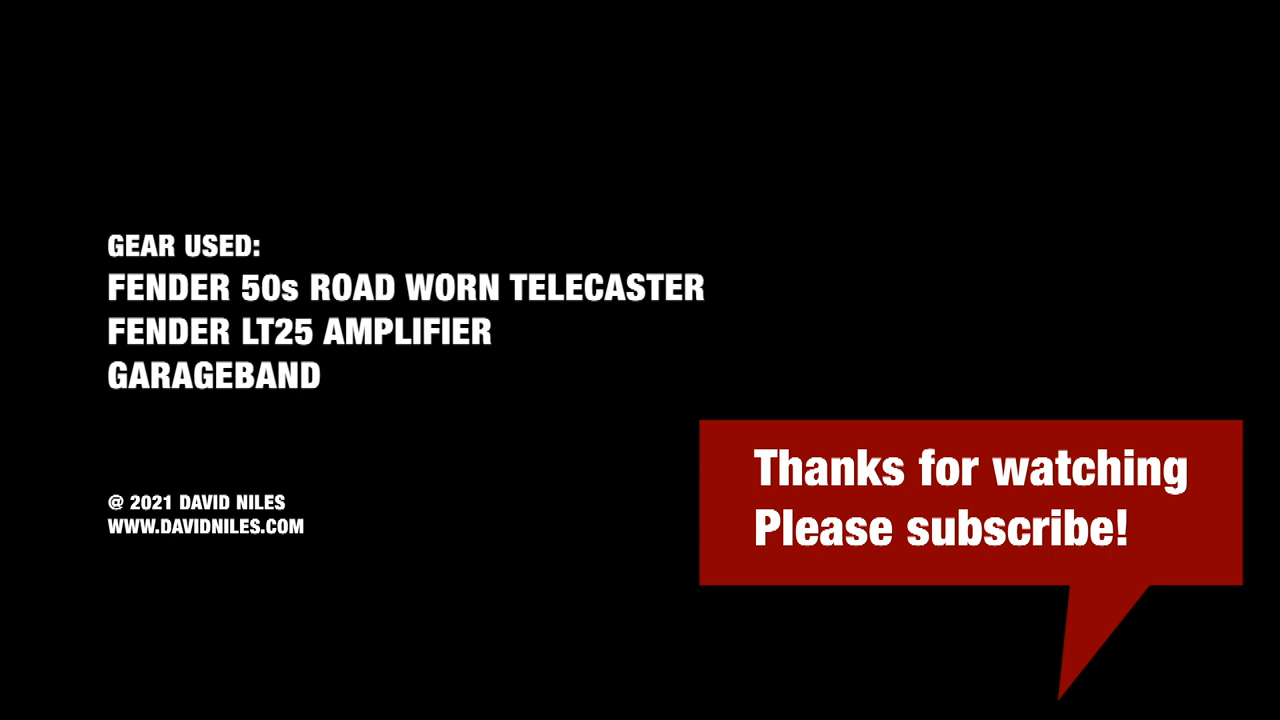 GEAR USED:
FENDER 50s ROAD WORN TELECASTER
FENDER LT25 AMPLIFIER
GARAGEBAND
@ 2021 DAVID NILES
WWW.DAVIDNILES.COM
Thanks for watching
Please subscribe!